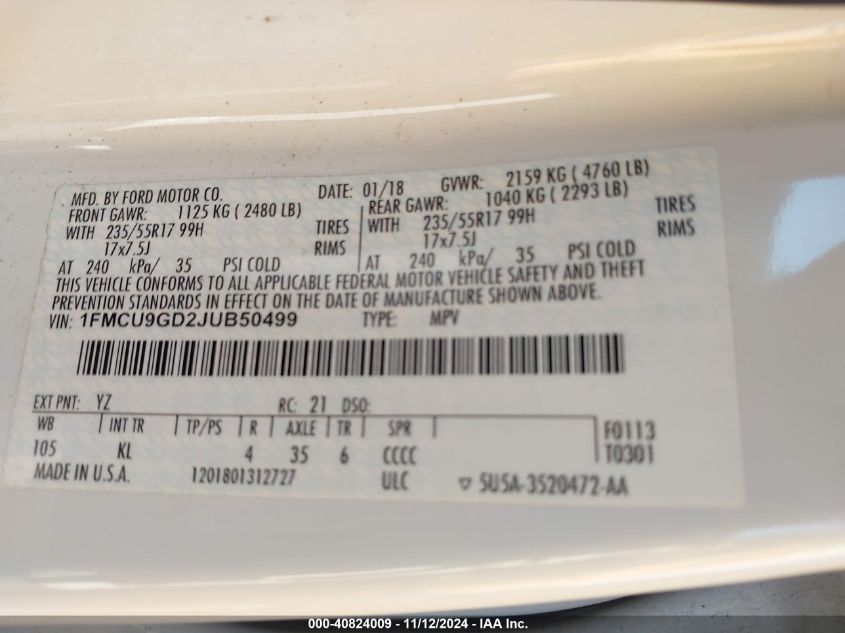 MFD. BY FORD MOTOR CO. DATE: 01/18 GVWR: 2159 KG ( 4760 LB)
FRONT GAWR: 1125 KG ( 2480 LB) REAR GAWR: 1040 KG ( 2293 LB)
WITH 235/55R17 99H TIRES WITH 235/55R17 99H TIRES
17x7.5J RIMS 17x7.5J RIMS
AT 240 kPa/ 35 PSI COLD AT 240 kPa/ 35 PSI COLD
THIS VEHICLE CONFORMS TO ALL APPLICABLE FEDERAL MOTOR VEHICLE SAFETY AND THEFT
PREVENTION STANDARDS IN EFFECT ON THE DATE OF MANUFACTURE SHOWN ABOVE.
VIN: 1FMCU9GD2JUB50499 TYPE: MPV
EXT PNT: YZ RC: 21 DSO:
WB INT TR TP/PS R AXLE TR SPR F0113
105 KL 4 35 6 CCCC T0301
MADE IN U.S.A. 1201801312727 ULC ▽ 5U5A-3520472-AA
000-40824009 - 11/12/2024 - IAA Inc.